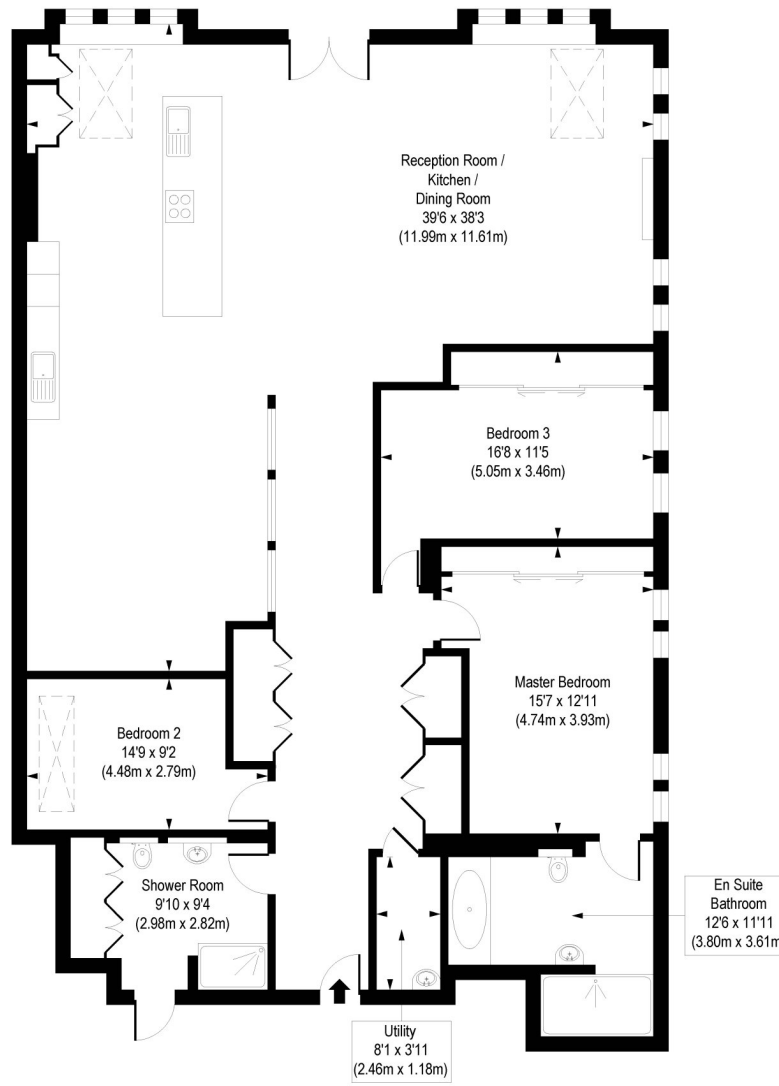 Reception Room /
Kitchen /
Dining Room
39'6 x 38'3
(11.99m x 11.61m)
Bedroom 3
16'8 x 11'5
(5.05m x 3.46m)
Master Bedroom
15'7 x 12'11
(4.74m x 3.93m)
Bedroom 2
14'9 x 9'2
(4.48m x 2.79m)
Shower Room
9'10 x 9'4
(2.98m x 2.82m)
En Suite
Bathroom
12'6 x 11'11
(3.80m x 3.61m
Utility
8'1 x 3'11
(2.46m x 1.18m)